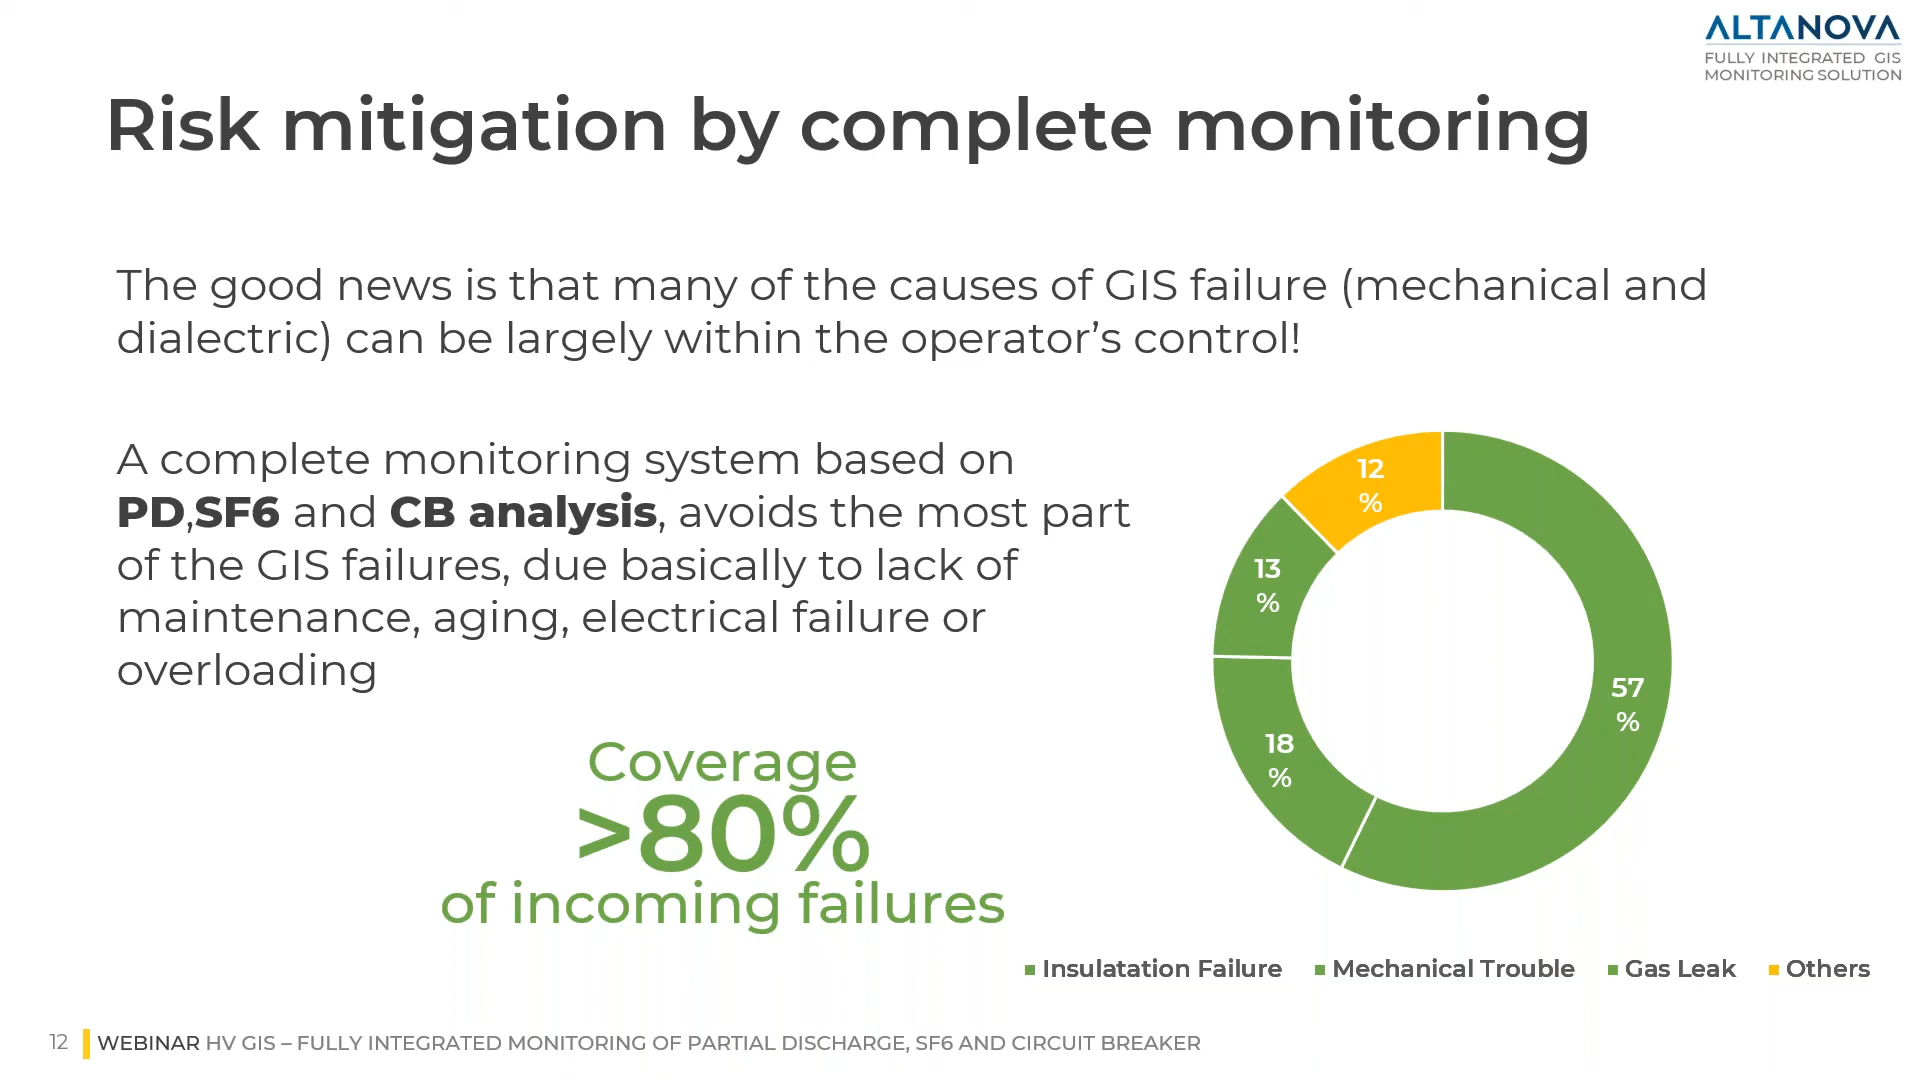 ALTANOVA
FULLY INTEGRATED GIS
MONITORING SOLUTION
Risk mitigation by complete monitoring
The good news is that many of the causes of GIS failure (mechanical and
dialectric) can be largely within the operator’s control!
A complete monitoring system based on
PD,SF6 and CB analysis, avoids the most part
of the GIS failures, due basically to lack of
maintenance, aging, electrical failure or
overloading
Coverage
>80%
of incoming failures
12
%
13
%
18
%
57
%
Insulatation Failure Mechanical Trouble Gas Leak Others
12 WEBINAR HV GIS – FULLY INTEGRATED MONITORING OF PARTIAL DISCHARGE, SF6 AND CIRCUIT BREAKER